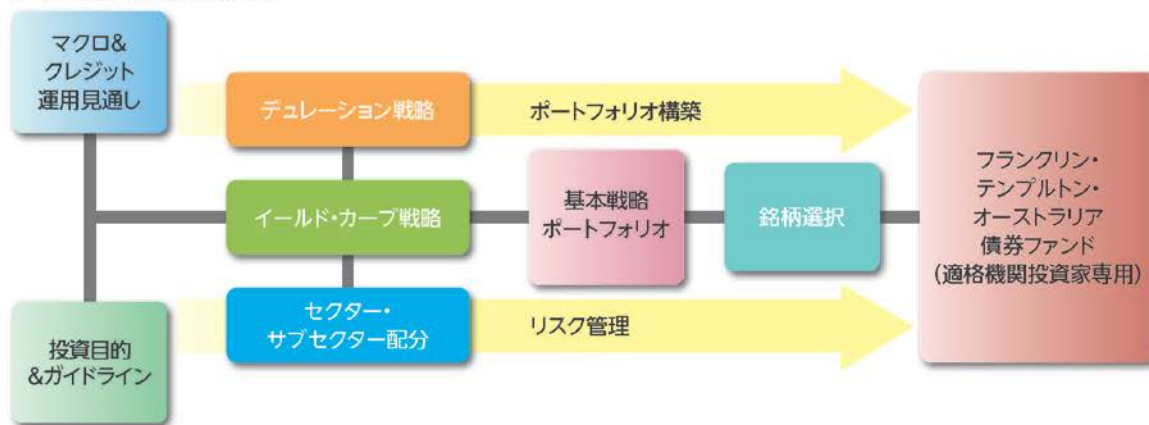 マクロ&
クレジット
運用見通し
デュレーション戦略
ポートフォリオ構築
イールド・カーブ戦略
基本戦略
ポートフォリオ
銘柄選択
フランクリン・
テンプルトン・
オーストラリア
債券ファンド
(適格機関投資家専用)
投資目的
&ガイドライン
セクター・
サブセクター配分
リスク管理